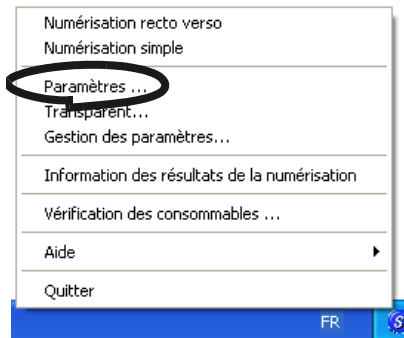 Numérisation recto verso
Numérisation simple
Paramètres ...
Transparent...
Gestion des paramètres...
Information des résultats de la numérisation
Vérification des consommables ...
Aide
Quitter
FR
S